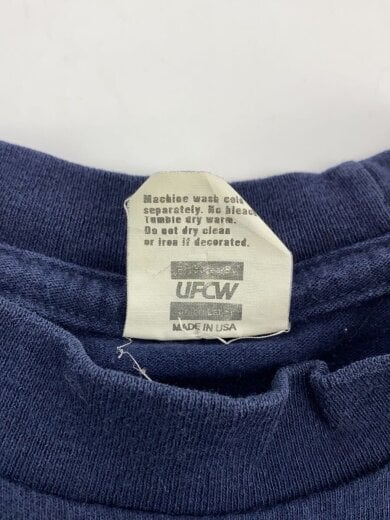 Machine wash cold
separately. No bleach
Tumble dry warm.
Do not dry clean
or iron if decorated.
UFCW
MADE IN USA